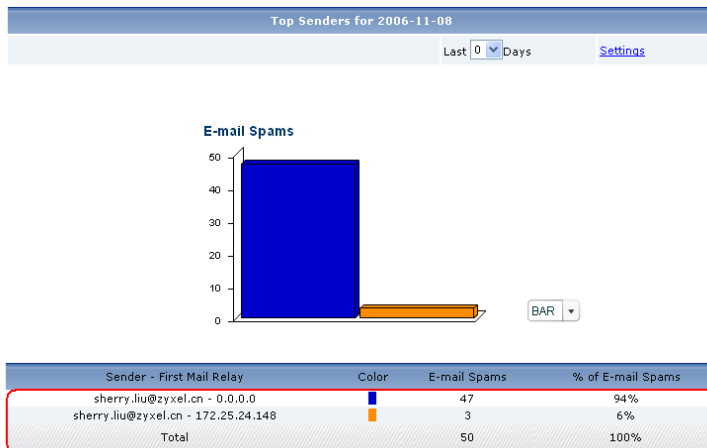 Top Senders for 2006-11-08
Last 0 Days Settings
E-mail Spams
50
40
30
20
10
0
BAR
Sender - First Mail Relay Color E-mail Spams % of E-mail Spams
sherry.liu@zyxel.cn - 0.0.0.0 47 94%
sherry.liu@zyxel.cn - 172.25.24.148 3 6%
Total 50 100%